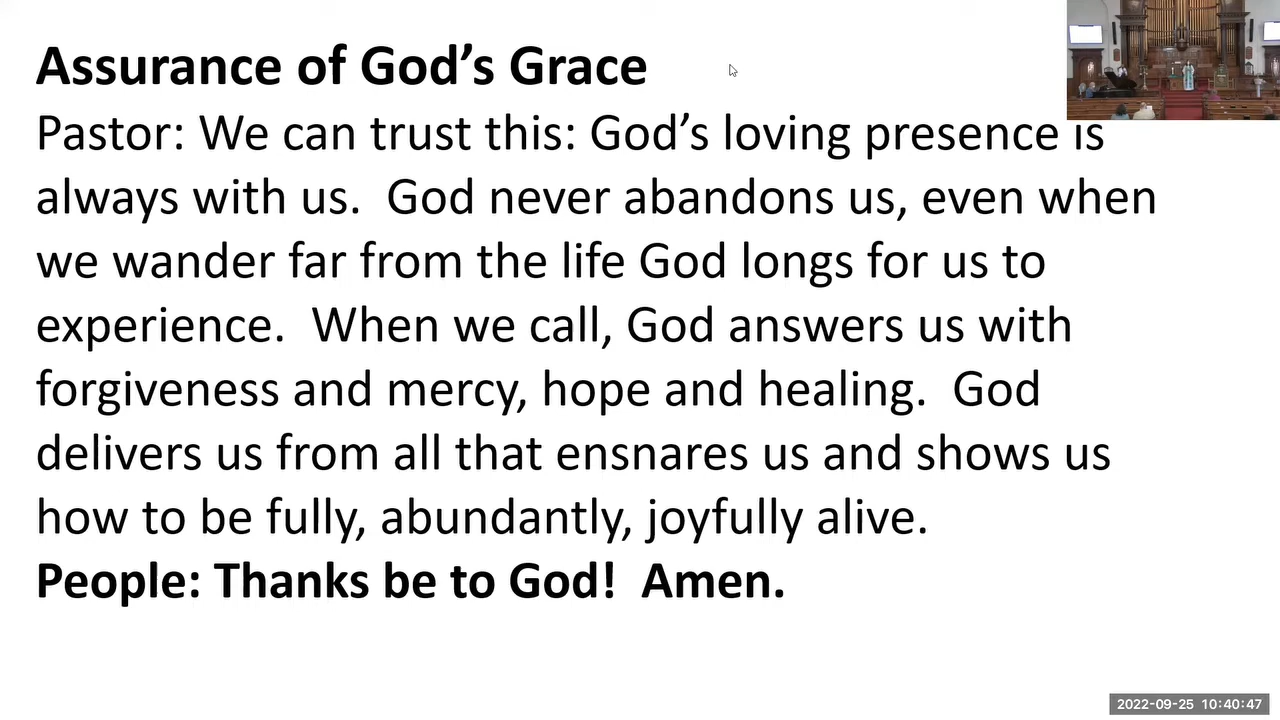 Assurance of God's Grace
Pastor: We can trust this: God's loving presence is
always with us.  God never abandons us, even when
we wander far from the life God longs for us to
experience.  When we call, God answers us with
forgiveness and mercy, hope and healing.  God
delivers us from all that ensnares us and shows us
how to be fully, abundantly, joyfully alive.
People: Thanks be to God!  Amen.
2022-09-25 10:40:47